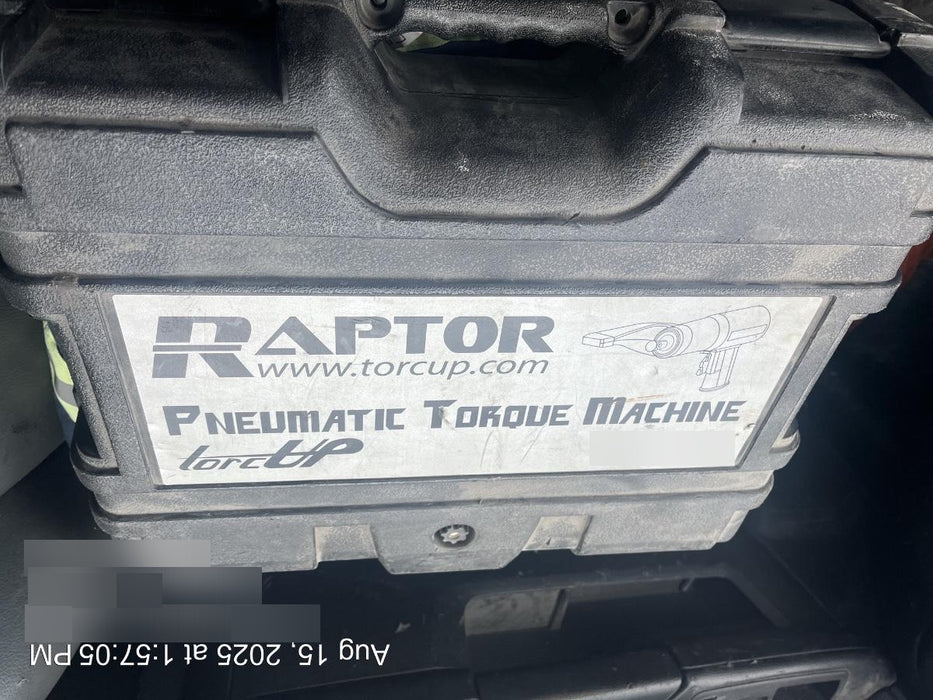 RAPTOR
www.torcup.com
PNEUMATIC TORQUE MACHINE
torcUP
Aug 15, 2025 at 1:57:05 PM